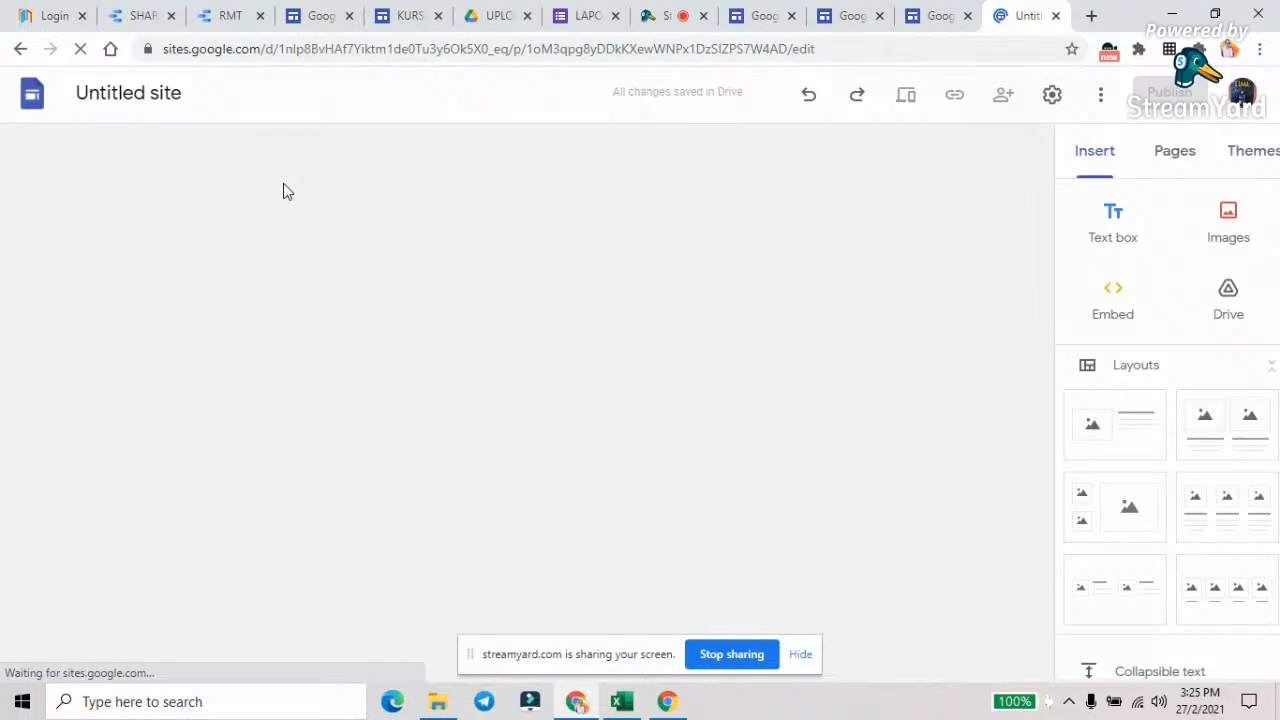 Login
SHAR
RMT
Goog
KURS
UPLO
LAPO
St
Goog
Goog
Goog
Untitl
sites.google.com/d/1nlp8BvHAf7Yiktm1de0Tu3y6Ok5X0_eq/p/1oM3qpg8yDDkKXewWNPx1DzSIZPS7W4AD/edit
new
Powered by
StreamYard
Untitled site
All changes saved in Drive
Publish
Insert
Pages
Themes
Text box
Images
Embed
Drive
Layouts
Collapsible text
streamyard.com is sharing your screen.
Stop sharing
Hide
Waiting for sites.google.com...
Type here to search
100%
3:25 PM
27/2/2021